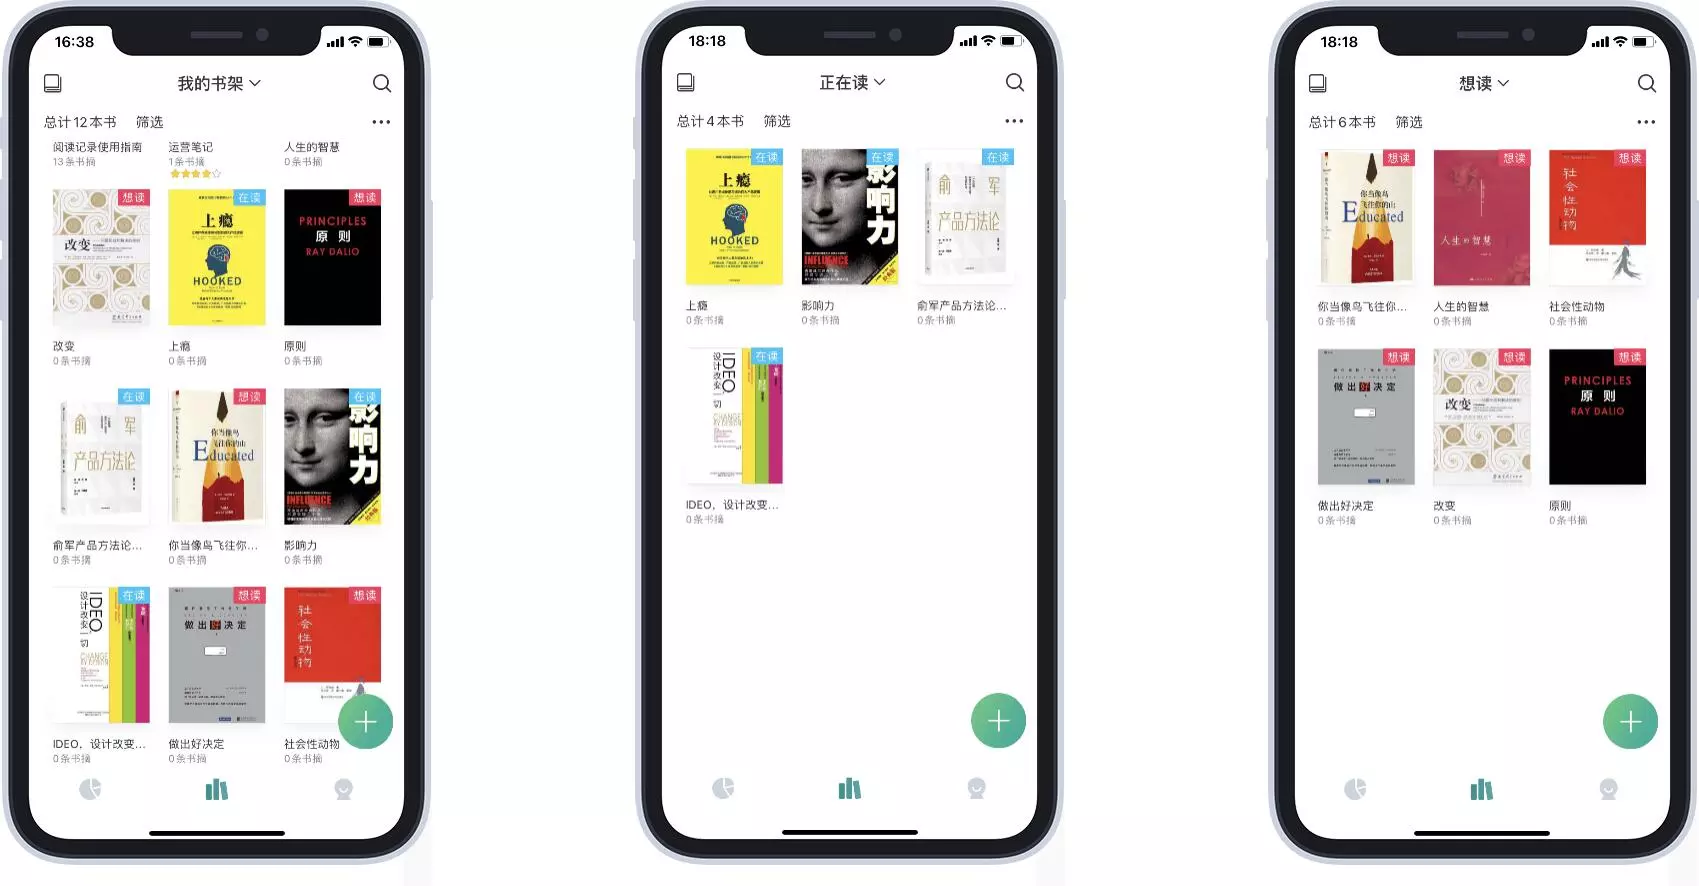 16:38
我的书架
总计12本书 筛选
阅读记录使用指南 运营笔记 人生的智慧
13条书摘 1条书摘 0条书摘
想读 在读 想读
改变
上瘾
HOOKED
PRINCIPLES
原则
RAY DALIO
改变 上瘾 原则
0条书摘 0条书摘 0条书摘
在读 想读 在读
俞军
产品方法论
你当像鸟
飞往你的山
Educated
影响力
INFLUENCE
俞军产品方法论... 你当像鸟飞往你... 影响力
0条书摘 0条书摘 0条书摘
在读 想读 想读
IDEO,
设计改变一切
CHANGE
BY DESIGN
做出好决定
社会性动物
IDEO，设计改变... 做出好决定 社会性动物
0条书摘 0条书摘 0条书摘
18:18
正在读
总计4本书 筛选
在读 在读 在读
上瘾
HOOKED
影响力
INFLUENCE
俞军
产品方法论
上瘾 影响力 俞军产品方法论...
0条书摘 0条书摘 0条书摘
在读
IDEO,
设计改变一切
CHANGE
BY DESIGN
IDEO，设计改变...
0条书摘
18:18
想读
总计6本书 筛选
想读 想读 想读
你当像鸟
飞往你的山
Educated
人生的智慧
社会性动物
你当像鸟飞往你... 人生的智慧 社会性动物
0条书摘 0条书摘 0条书摘
想读 想读 想读
做出好决定
改变
PRINCIPLES
原则
RAY DALIO
做出好决定 改变 原则
0条书摘 0条书摘 0条书摘